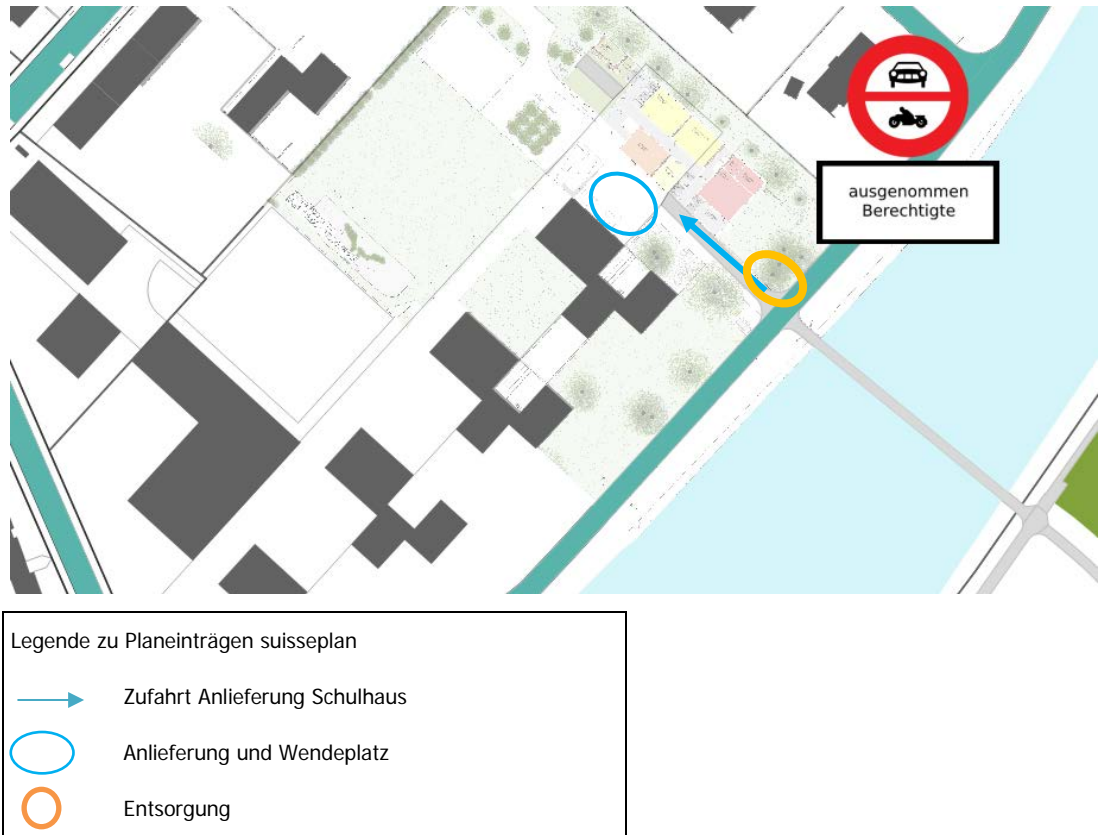 ausgenommen
Berechtigte
Legende zu Planeinträgen suisseplan
Zufahrt Anlieferung Schulhaus
Anlieferung und Wendeplatz
Entsorgung